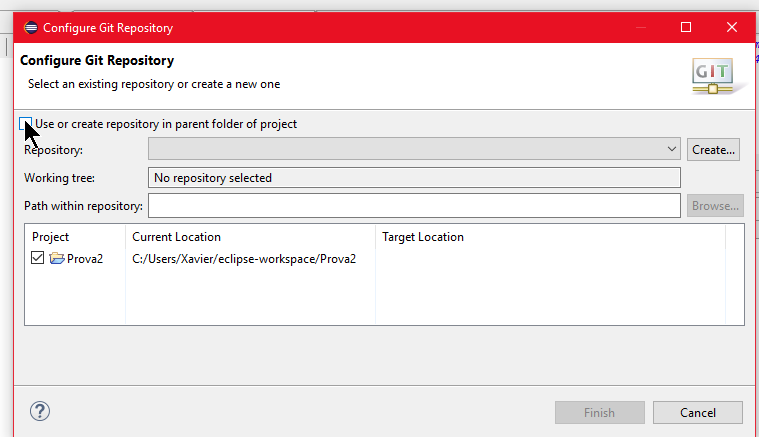 Configure Git Repository
Configure Git Repository
Select an existing repository or create a new one
GIT
Use or create repository in parent folder of project
Repository:
Create...
Working tree: No repository selected
Path within repository:
Browse...
Project Current Location Target Location
Prova2 C:/Users/Xavier/eclipse-workspace/Prova2
?
Finish Cancel